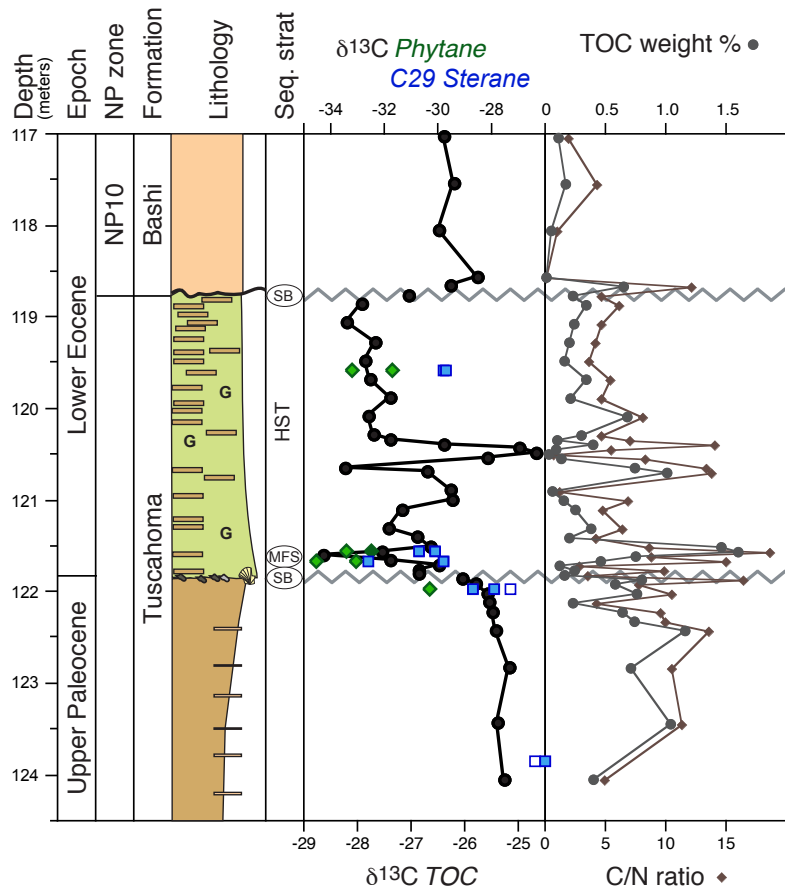 Depth
(meters)
Epoch
NP zone
Formation
Lithology
Seq. strat
δ13C Phytane
C29 Sterane
TOC weight %
-34 -32 -30 -28 0 0.5 1.0 1.5
117
118
119
120
121
122
123
124
Lower Eocene
Upper Paleocene
NP10
Bashi
Tuscahoma
G
G
G
SB
HST
MFS
SB
-29 -28 -27 -26 -25 0 5 10 15
δ13C TOC
C/N ratio